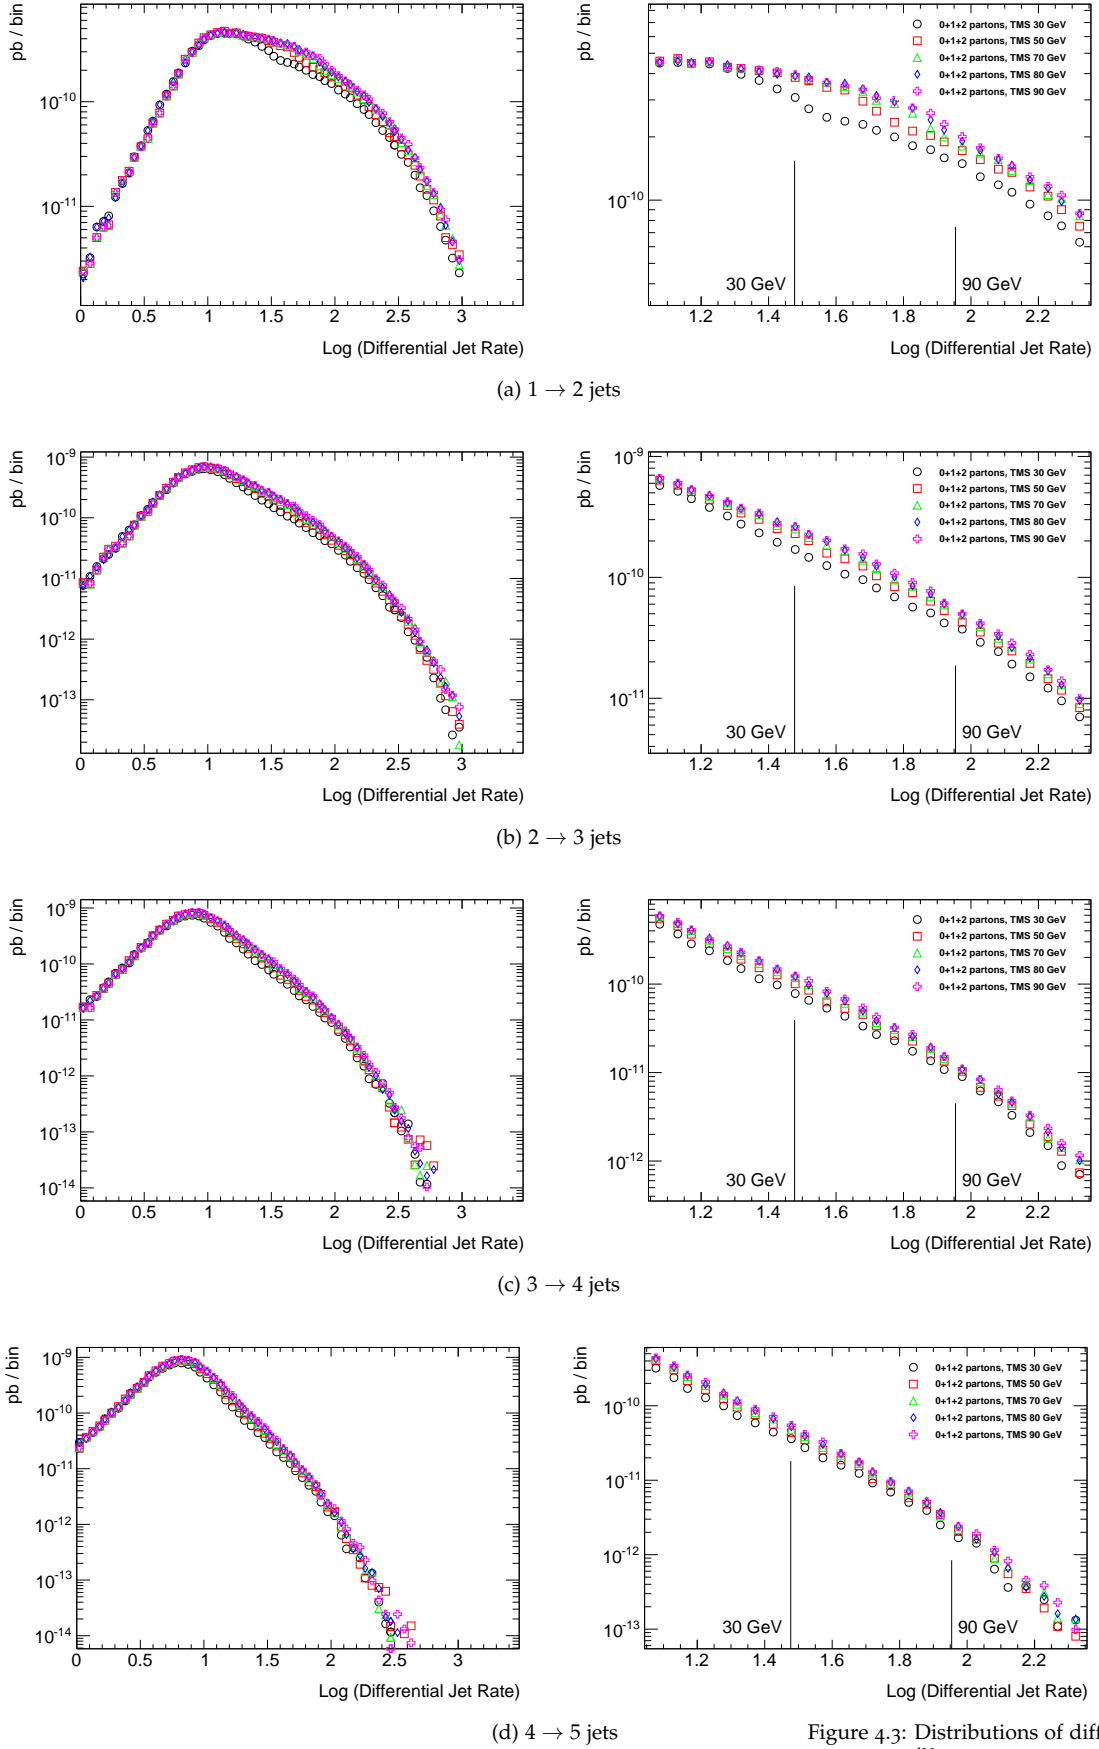 pb / bin
10⁻¹⁰
10⁻¹¹
0 0.5 1 1.5 2 2.5 3
Log (Differential Jet Rate)
pb / bin
0+1+2 partons, TMS 30 GeV
0+1+2 partons, TMS 50 GeV
0+1+2 partons, TMS 70 GeV
0+1+2 partons, TMS 80 GeV
0+1+2 partons, TMS 90 GeV
10⁻¹⁰
30 GeV
90 GeV
1.2 1.4 1.6 1.8 2 2.2
Log (Differential Jet Rate)
(a) 1 → 2 jets
pb / bin
10⁻⁹
10⁻¹⁰
10⁻¹¹
10⁻¹²
10⁻¹³
0 0.5 1 1.5 2 2.5 3
Log (Differential Jet Rate)
pb / bin
10⁻⁹
0+1+2 partons, TMS 30 GeV
0+1+2 partons, TMS 50 GeV
0+1+2 partons, TMS 70 GeV
0+1+2 partons, TMS 80 GeV
0+1+2 partons, TMS 90 GeV
10⁻¹⁰
10⁻¹¹
30 GeV
90 GeV
1.2 1.4 1.6 1.8 2 2.2
Log (Differential Jet Rate)
(b) 2 → 3 jets
pb / bin
10⁻⁹
10⁻¹⁰
10⁻¹¹
10⁻¹²
10⁻¹³
10⁻¹⁴
0 0.5 1 1.5 2 2.5 3
Log (Differential Jet Rate)
pb / bin
0+1+2 partons, TMS 30 GeV
0+1+2 partons, TMS 50 GeV
0+1+2 partons, TMS 70 GeV
0+1+2 partons, TMS 80 GeV
0+1+2 partons, TMS 90 GeV
10⁻¹⁰
10⁻¹¹
10⁻¹²
30 GeV
90 GeV
1.2 1.4 1.6 1.8 2 2.2
Log (Differential Jet Rate)
(c) 3 → 4 jets
pb / bin
10⁻⁹
10⁻¹⁰
10⁻¹¹
10⁻¹²
10⁻¹³
10⁻¹⁴
0 0.5 1 1.5 2 2.5 3
Log (Differential Jet Rate)
pb / bin
0+1+2 partons, TMS 30 GeV
0+1+2 partons, TMS 50 GeV
0+1+2 partons, TMS 70 GeV
0+1+2 partons, TMS 80 GeV
0+1+2 partons, TMS 90 GeV
10⁻¹⁰
10⁻¹¹
10⁻¹²
10⁻¹³
30 GeV
90 GeV
1.2 1.4 1.6 1.8 2 2.2
Log (Differential Jet Rate)
(d) 4 → 5 jets
Figure 4.3: Distributions of diff